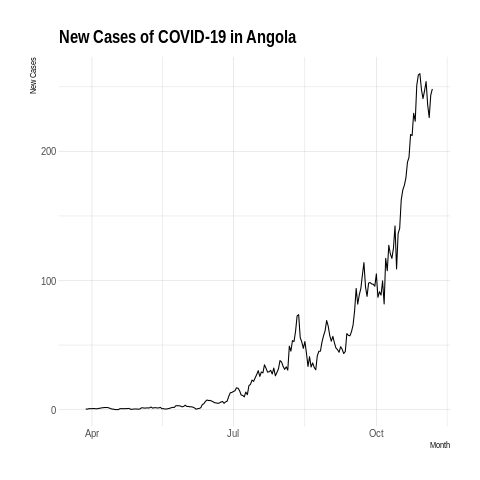 New Cases of COVID-19 in Angola
New Cases
200
100
0
Apr Jul Oct
Month